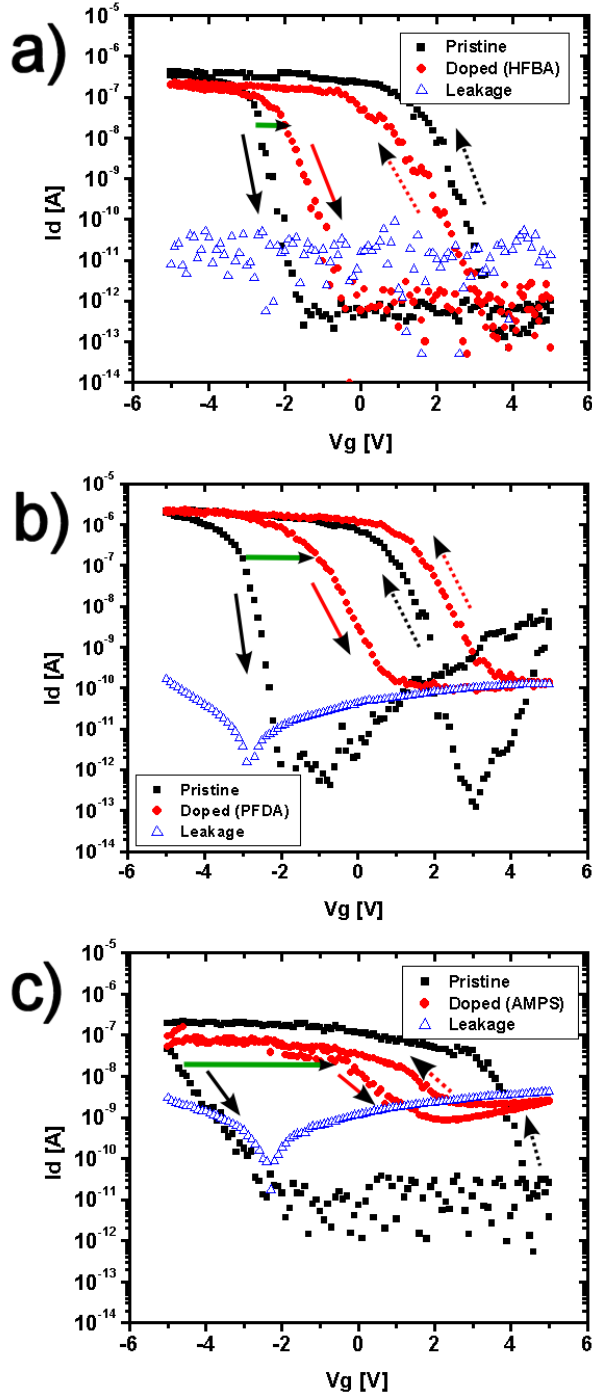 a)
10⁻⁵
10⁻⁶
10⁻⁷
10⁻⁸
10⁻⁹
10⁻¹⁰
10⁻¹¹
10⁻¹²
10⁻¹³
10⁻¹⁴
Id [A]
Pristine
Doped (HFBA)
Leakage
-6 -4 -2 0 2 4 6
Vg [V]
b)
10⁻⁵
10⁻⁶
10⁻⁷
10⁻⁸
10⁻⁹
10⁻¹⁰
10⁻¹¹
10⁻¹²
10⁻¹³
10⁻¹⁴
Id [A]
Pristine
Doped (PFDA)
Leakage
-6 -4 -2 0 2 4 6
Vg [V]
c)
10⁻⁵
10⁻⁶
10⁻⁷
10⁻⁸
10⁻⁹
10⁻¹⁰
10⁻¹¹
10⁻¹²
10⁻¹³
10⁻¹⁴
Id [A]
Pristine
Doped (AMPS)
Leakage
-6 -4 -2 0 2 4 6
Vg [V]